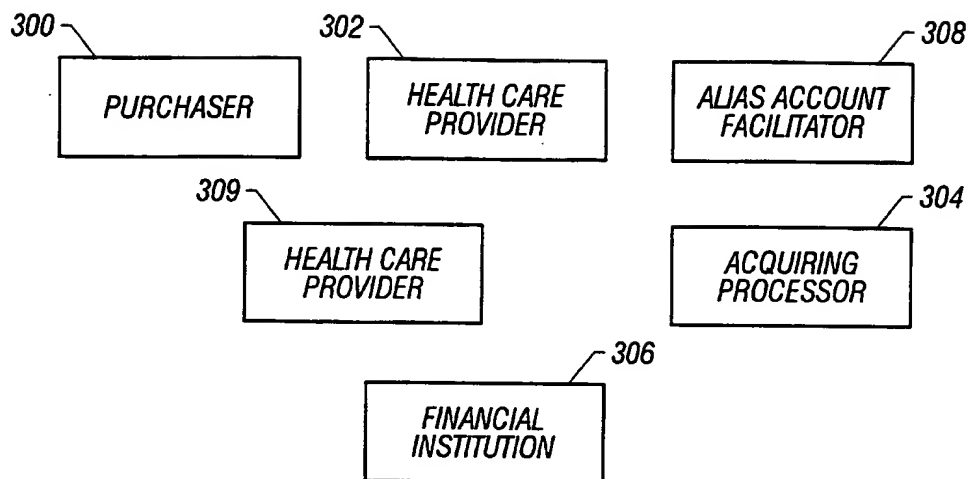 300
PURCHASER
302
HEALTH CARE
PROVIDER
308
ALIAS ACCOUNT
FACILITATOR
309
HEALTH CARE
PROVIDER
304
ACQUIRING
PROCESSOR
306
FINANCIAL
INSTITUTION